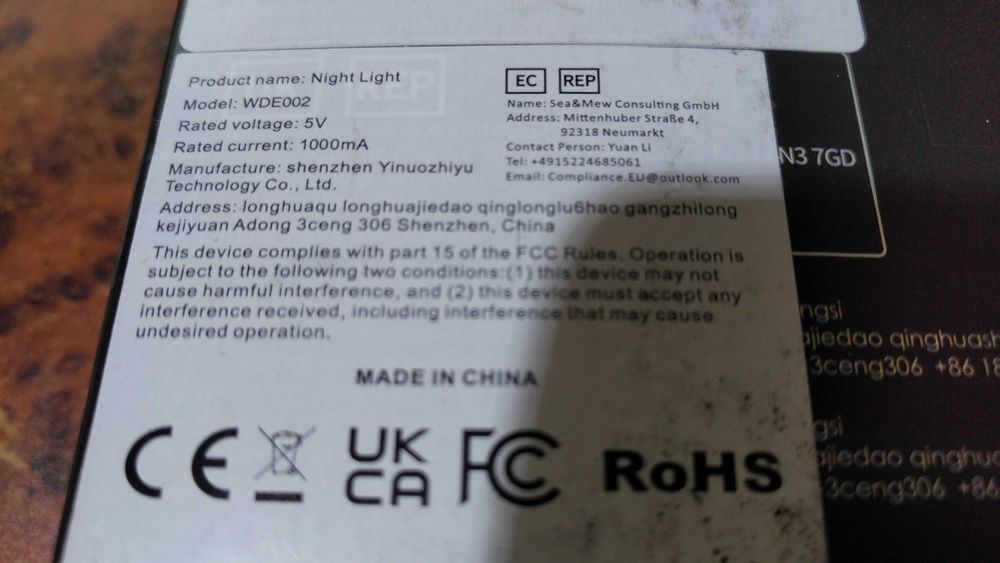 Product name: Night Light
Model: WDE002
Rated voltage: 5V
Rated current: 1000mA
Manufacture: shenzhen Yinuozhiyu
Technology Co., Ltd.
Address: longhuaqu longhuajiedao qinglonglu6hao gangzhilong
kejiyuan Adong 3ceng 306 Shenzhen, China
EC REP
Name: Sea&Mew Consulting GmbH
Address: Mittenhuber Straße 4,
92318 Neumarkt
Contact Person: Yuan Li
Tel: +4915224685061
Email: Compliance.EU@outlook.com
This device complies with part 15 of the FCC Rules. Operation is
subject to the following two conditions:(1) this device may not
cause harmful interference, and (2) this device must accept any
interference received, including interference that may cause
undesired operation.
MADE IN CHINA
CE UKCA FC RoHS
REP
N3 7GD
ngsi
ajiedao qinghuash
3ceng306 +86 18
gsi
ajiedao qinghua
3ceng306 +86